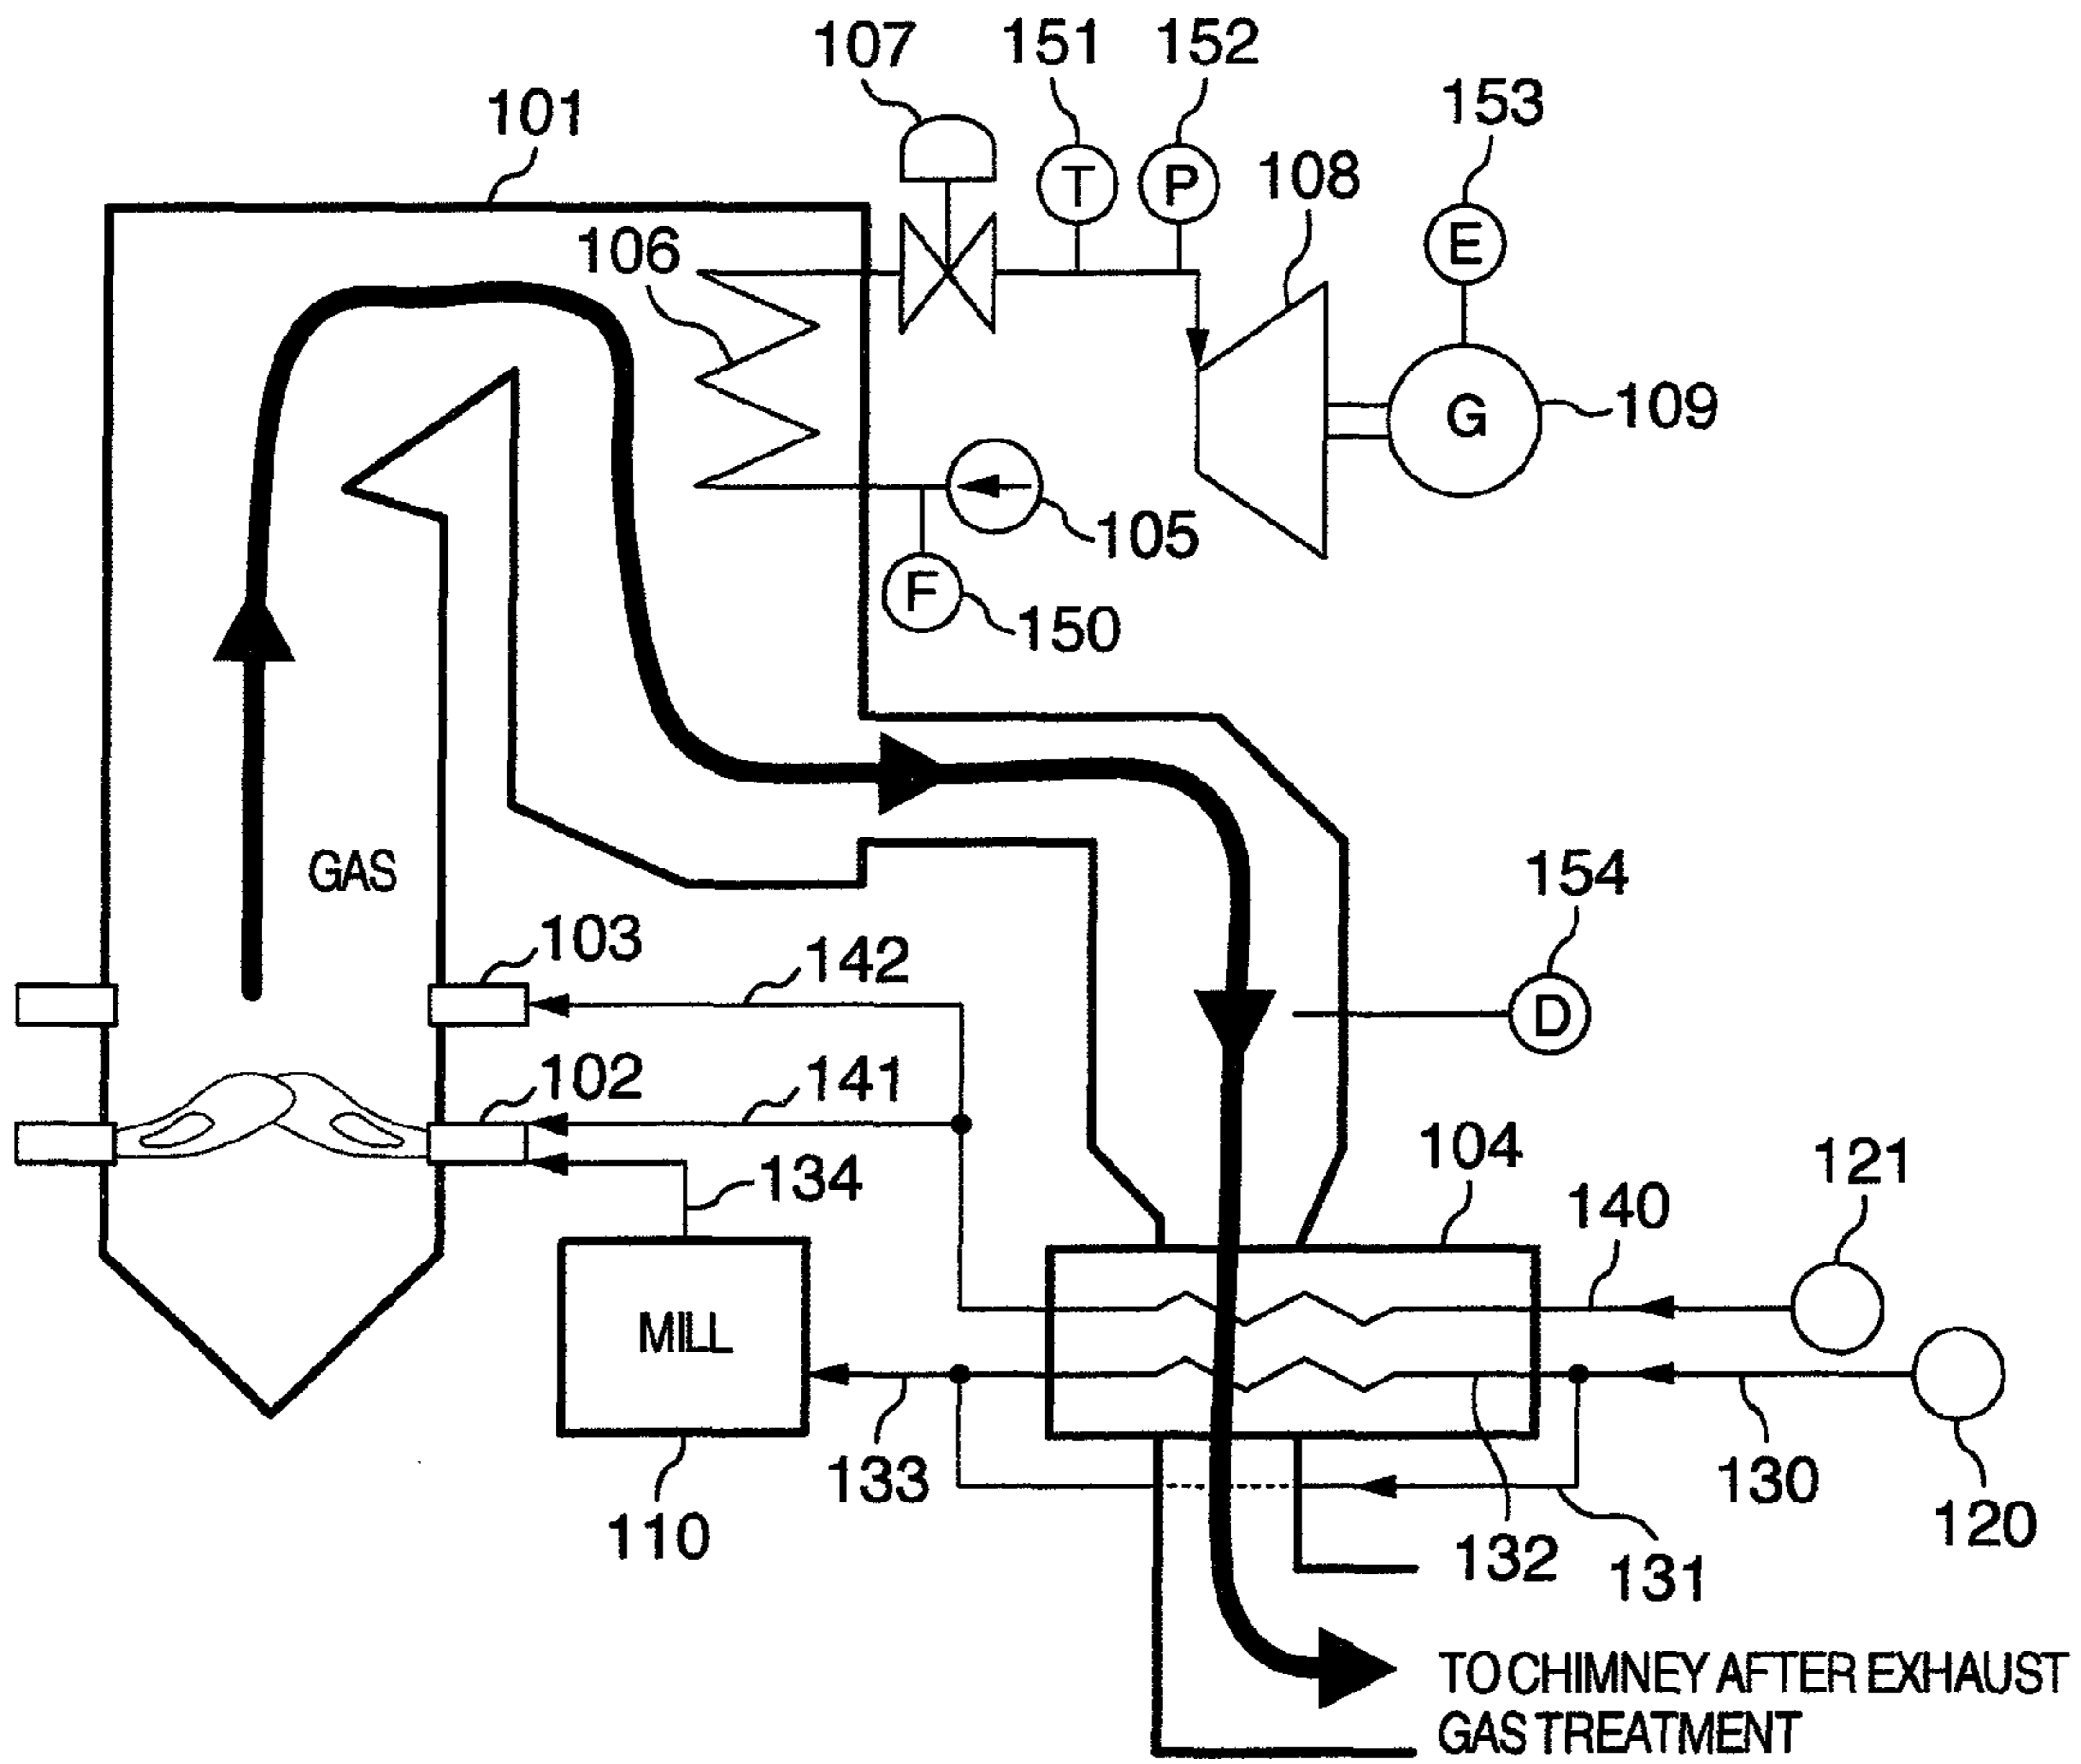 107
151
152
153
101
108
106
T
P
E
G
109
105
F
150
GAS
154
103
142
D
102
141
104
121
134
140
MILL
133
130
110
132
131
120
TO CHIMNEY AFTER EXHAUST
GAS TREATMENT